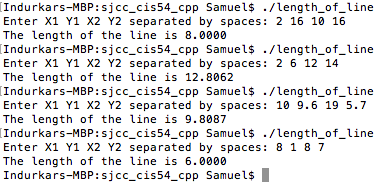 [Indurkars-MBP:sjcc_cis54_cpp Samuel$ ./length_of_line
Enter X1 Y1 X2 Y2 separated by spaces: 2 16 10 16
The length of the line is 8.0000
[Indurkars-MBP:sjcc_cis54_cpp Samuel$ ./length_of_line
Enter X1 Y1 X2 Y2 separated by spaces: 2 6 12 14
The length of the line is 12.8062
[Indurkars-MBP:sjcc_cis54_cpp Samuel$ ./length_of_line
Enter X1 Y1 X2 Y2 separated by spaces: 10 9.6 19 5.7
The length of the line is 9.8087
[Indurkars-MBP:sjcc_cis54_cpp Samuel$ ./length_of_line
Enter X1 Y1 X2 Y2 separated by spaces: 8 1 8 7
The length of the line is 6.0000
Indurkars-MBP:sjcc_cis54_cpp Samuel$